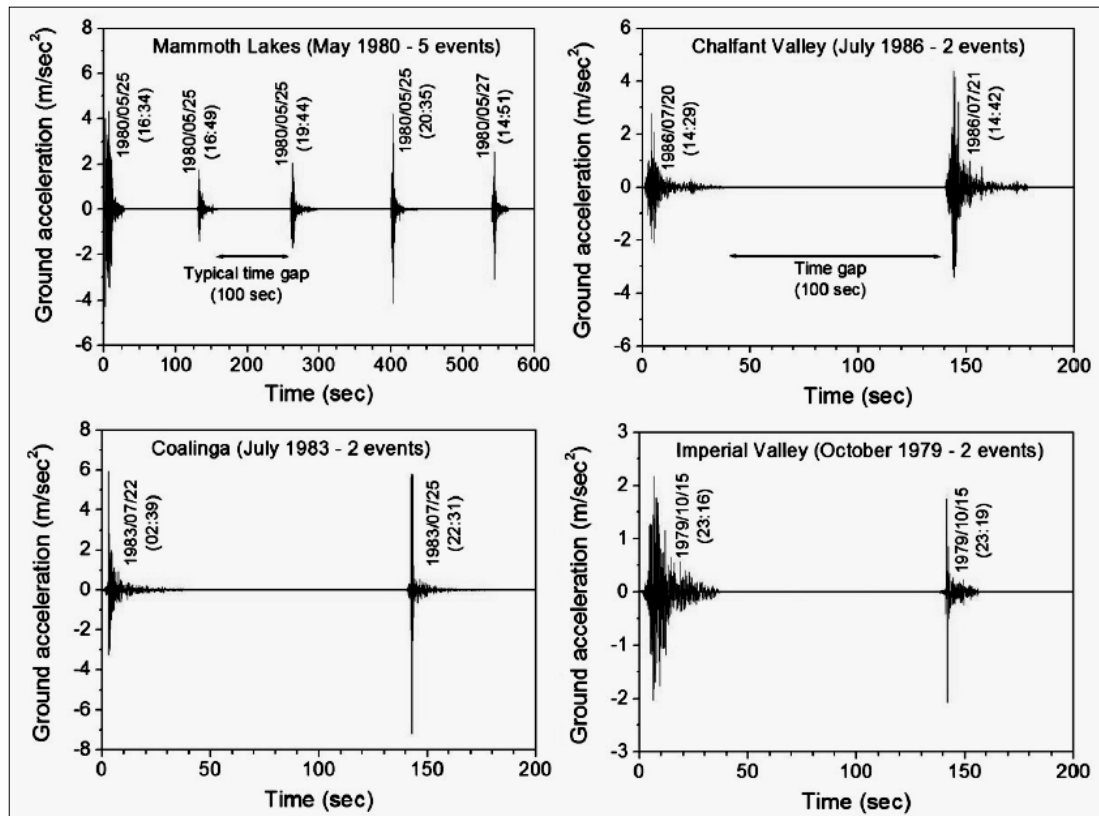 Mammoth Lakes (May 1980 - 5 events)
Ground acceleration (m/sec²)
8
6
4
2
0
-2
-4
-6
1980/05/25
(16:34)
1980/05/25
(16:49)
1980/05/25
(19:44)
1980/05/25
(20:35)
1980/05/27
(14:51)
Typical time gap
(100 sec)
0 100 200 300 400 500 600
Time (sec)
Chalfant Valley (July 1986 - 2 events)
Ground acceleration (m/sec²)
6
4
2
0
-2
-4
-6
1986/07/20
(14:29)
1986/07/21
(14:42)
Time gap
(100 sec)
0 50 100 150 200
Time (sec)
Coalinga (July 1983 - 2 events)
Ground acceleration (m/sec²)
8
6
4
2
0
-2
-4
-6
-8
1983/07/22
(02:39)
1983/07/25
(22:31)
0 50 100 150 200
Time (sec)
Imperial Valley (October 1979 - 2 events)
Ground acceleration (m/sec²)
3
2
1
0
-1
-2
-3
1979/10/15
(23:16)
1979/10/15
(23:19)
0 50 100 150 200
Time (sec)